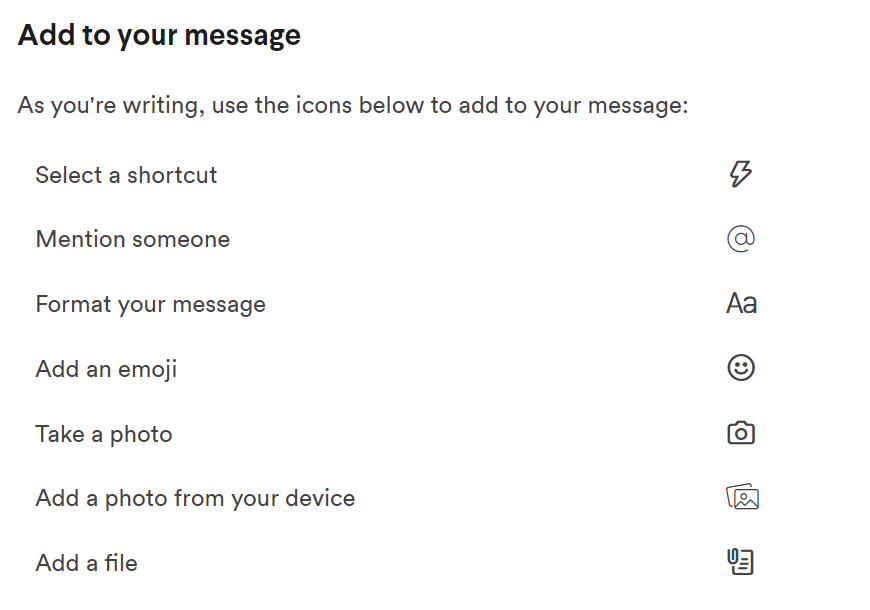 Add to your message
As you're writing, use the icons below to add to your message:
Select a shortcut
Mention someone @
Format your message Aa
Add an emoji
Take a photo
Add a photo from your device
Add a file